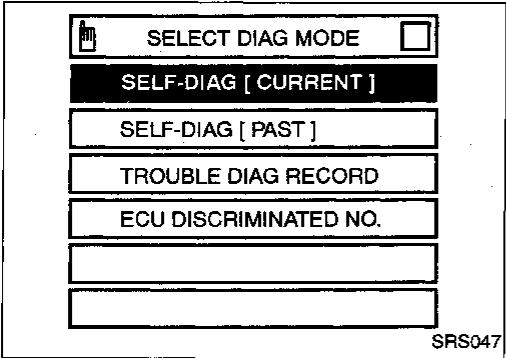 SELECT DIAG MODE
SELF-DIAG [ CURRENT ]
SELF-DIAG [ PAST ]
TROUBLE DIAG RECORD
ECU DISCRIMINATED NO.
SRS047